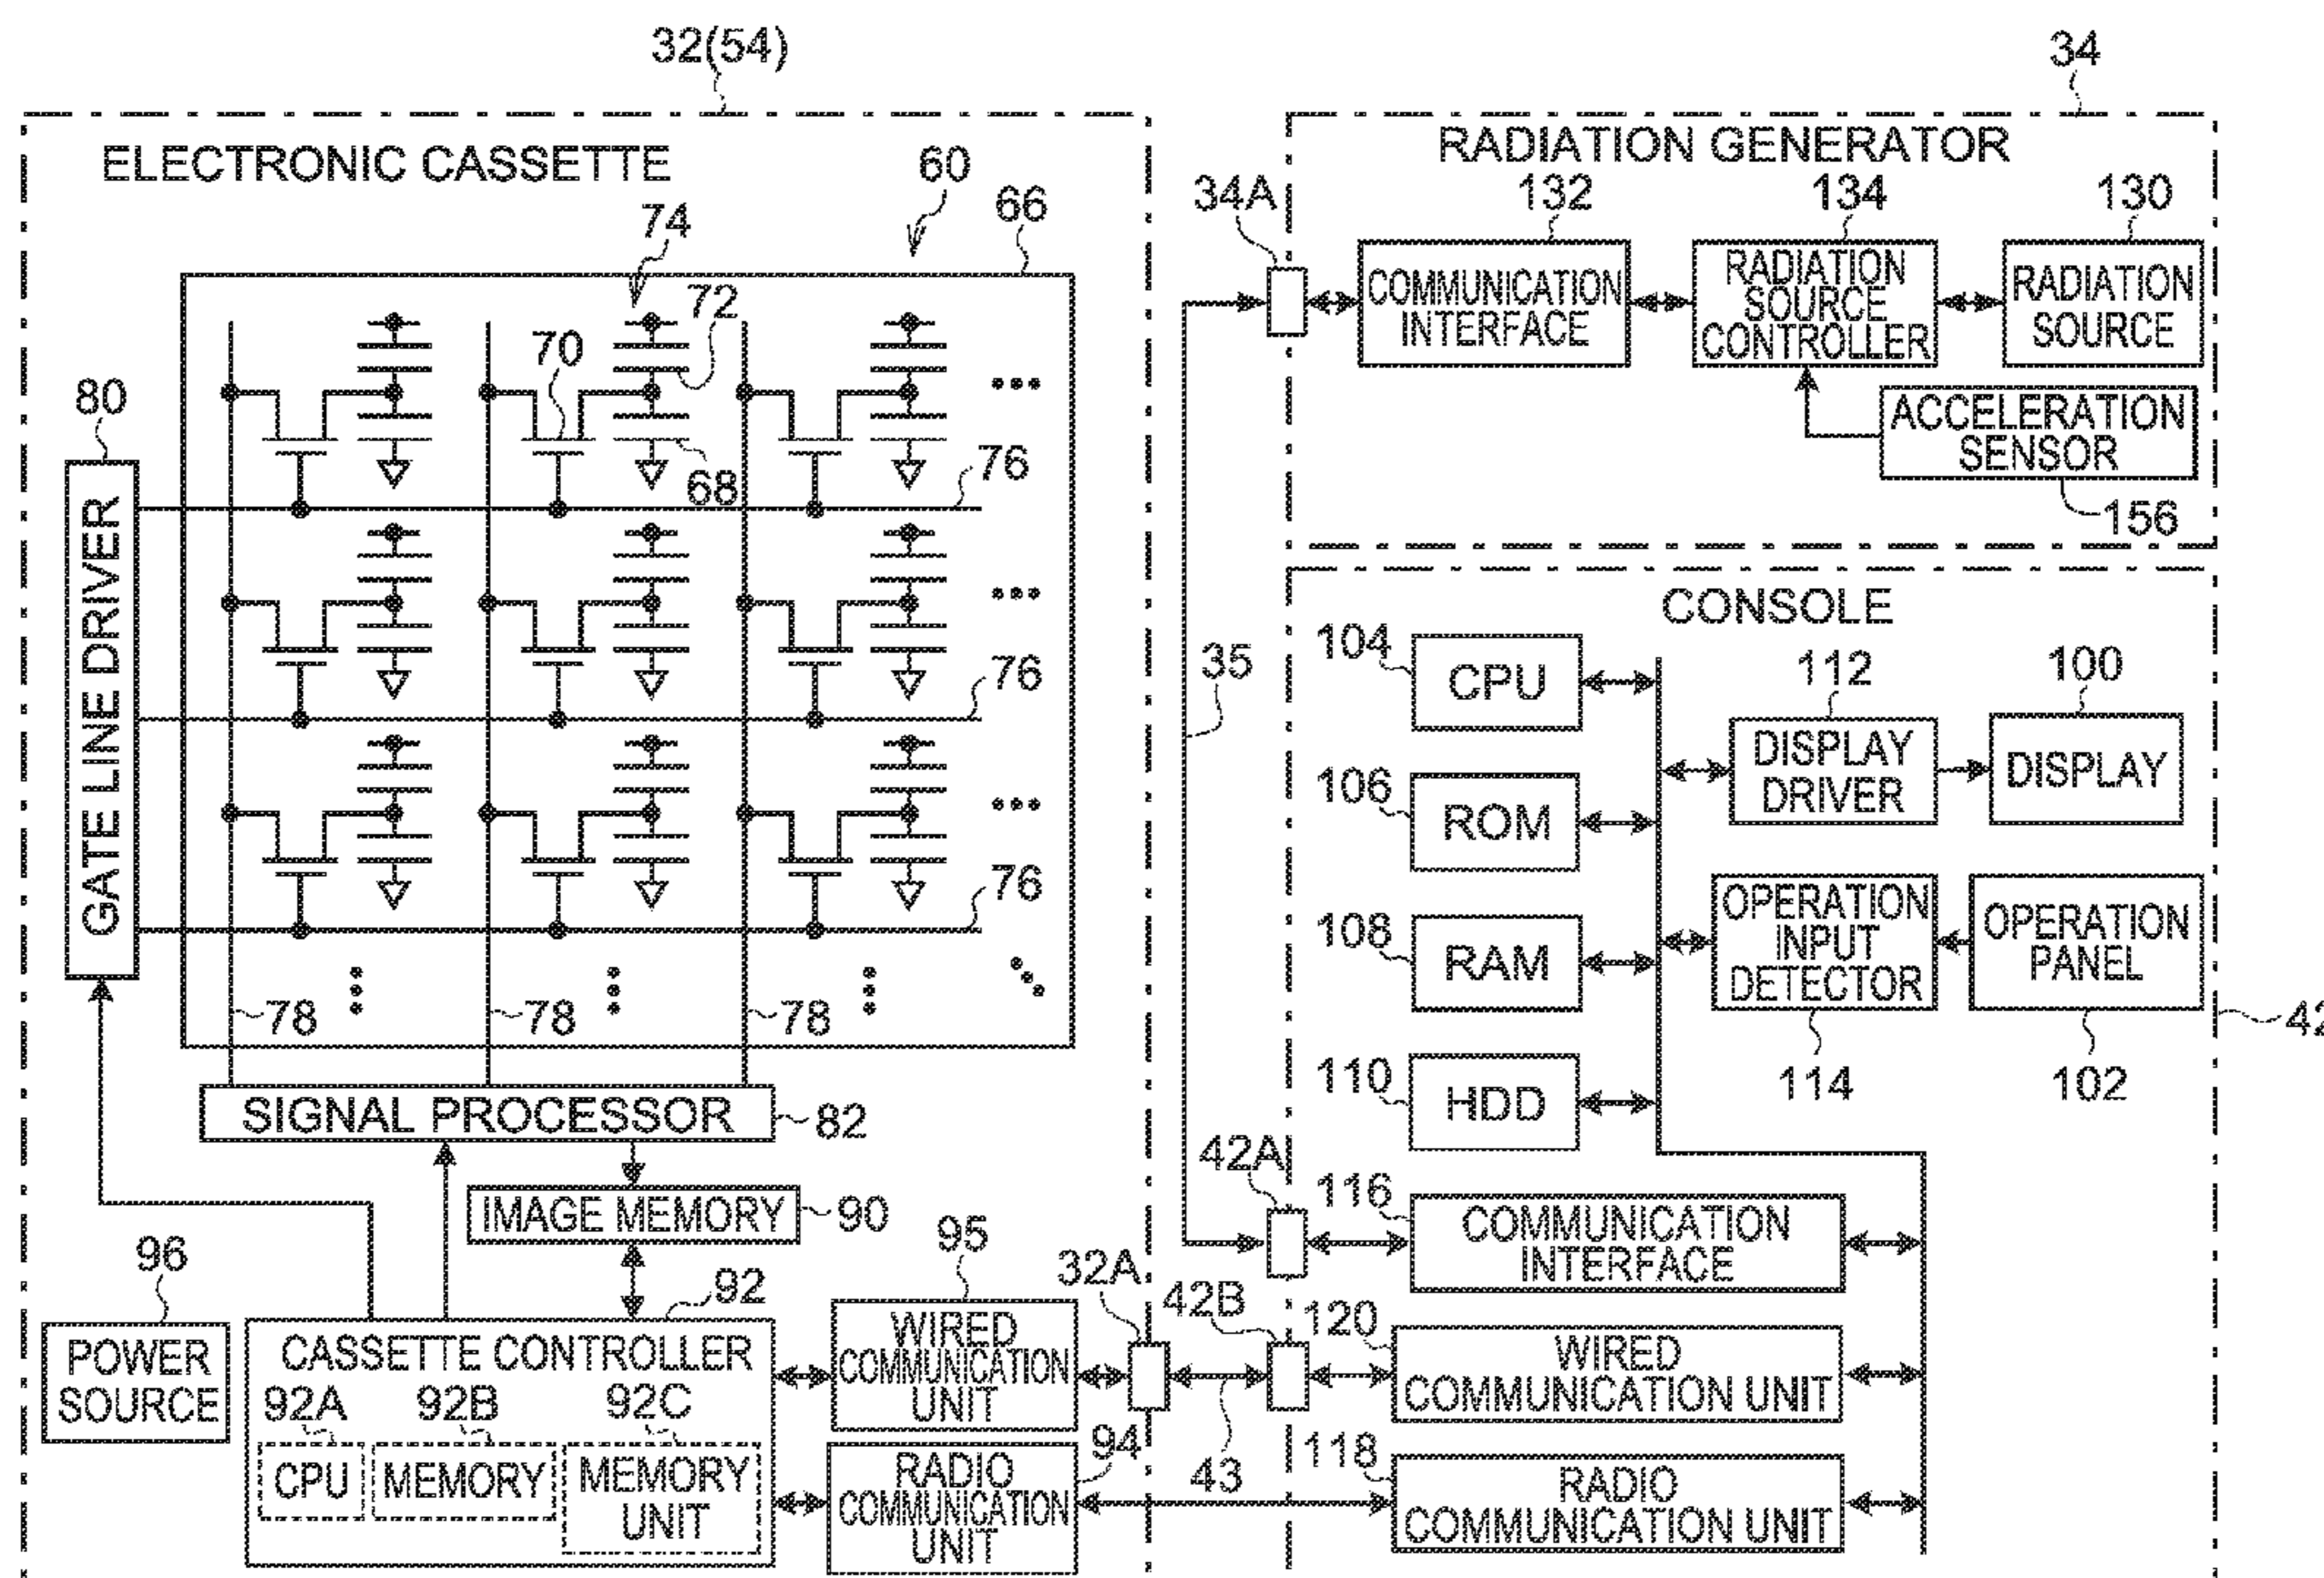 32(54)
34
ELECTRONIC CASSETTE
60
66
74
72
70
68
76
76
76
80
GATE LINE DRIVER
78
78
78
SIGNAL PROCESSOR
82
IMAGE MEMORY
90
96
POWER
SOURCE
92
CASSETTE CONTROLLER
92A
92B
92C
CPU
MEMORY
MEMORY
UNIT
95
WIRED
COMMUNICATION
UNIT
94
RADIO
COMMUNICATION
UNIT
32A
42B
43
35
34A
RADIATION GENERATOR
132
134
130
COMMUNICATION
INTERFACE
RADIATION
SOURCE
CONTROLLER
RADIATION
SOURCE
ACCELERATION
SENSOR
156
CONSOLE
104
CPU
112
100
DISPLAY
DRIVER
DISPLAY
106
ROM
108
RAM
OPERATION
INPUT
DETECTOR
OPERATION
PANEL
42
114
102
110
HDD
42A
116
COMMUNICATION
INTERFACE
120
WIRED
COMMUNICATION UNIT
118
RADIO
COMMUNICATION UNIT